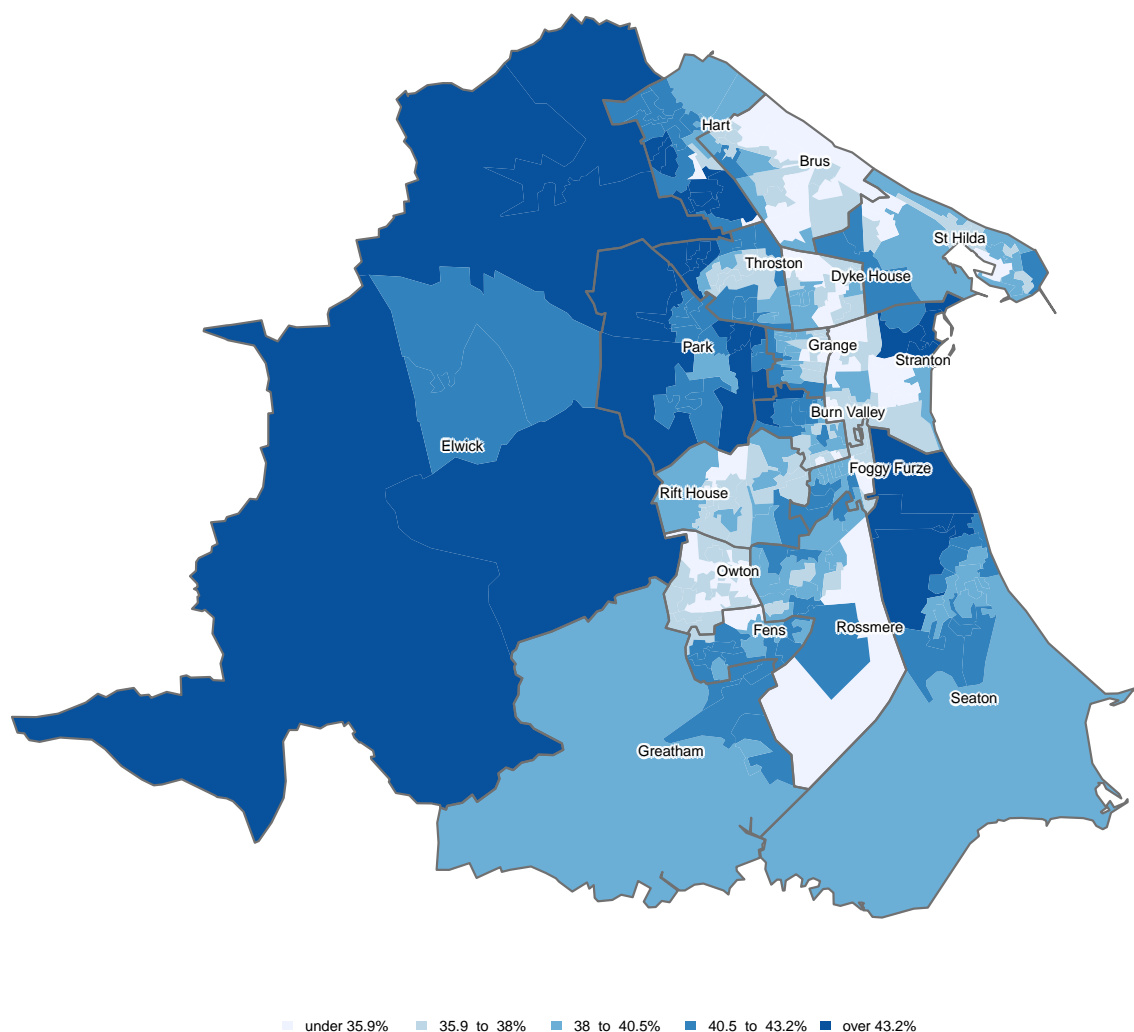 Hart
Brus
St Hilda
Throston
Dyke House
Park
Grange
Stranton
Burn Valley
Elwick
Foggy Furze
Rift House
Owton
Fens
Rossmere
Seaton
Greatham
under 35.9% 35.9 to 38% 38 to 40.5% 40.5 to 43.2% over 43.2%